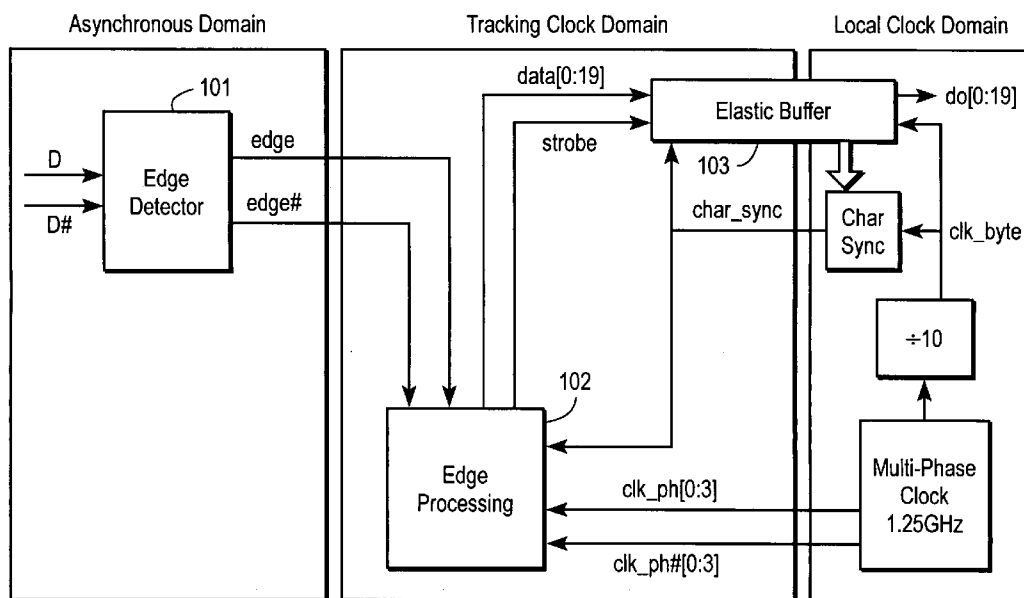 Asynchronous Domain
Tracking Clock Domain
Local Clock Domain
101
D
D#
Edge
Detector
edge
edge#
data[0:19]
strobe
Elastic Buffer
103
do[0:19]
char_sync
Char
Sync
clk_byte
÷10
102
Edge
Processing
clk_ph[0:3]
clk_ph#[0:3]
Multi-Phase
Clock
1.25GHz